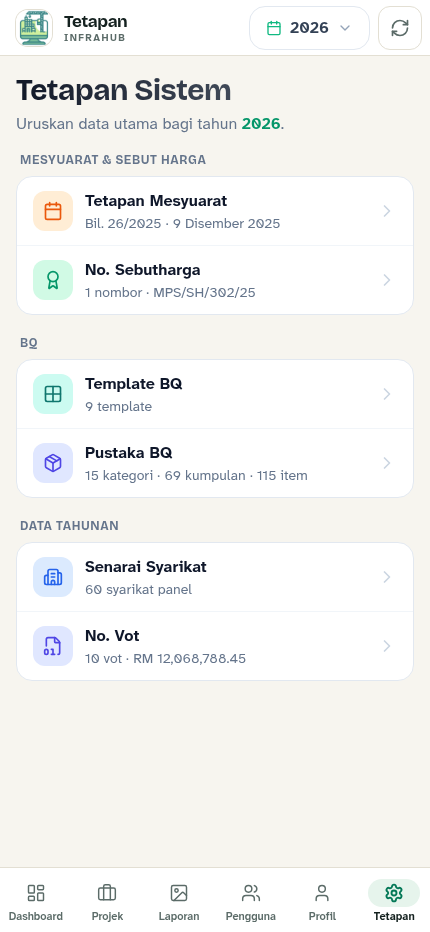 Tetapan
INFRAHUB
2026
Tetapan Sistem
Uruskan data utama bagi tahun 2026.
MESYUARAT & SEBUT HARGA
Tetapan Mesyuarat
Bil. 26/2025 · 9 Disember 2025
No. Sebutharga
1 nombor · MPS/SH/302/25
BQ
Template BQ
9 template
Pustaka BQ
15 kategori · 69 kumpulan · 115 item
DATA TAHUNAN
Senarai Syarikat
60 syarikat panel
No. Vot
10 vot · RM 12,068,788.45
Dashboard
Projek
Laporan
Pengguna
Profil
Tetapan